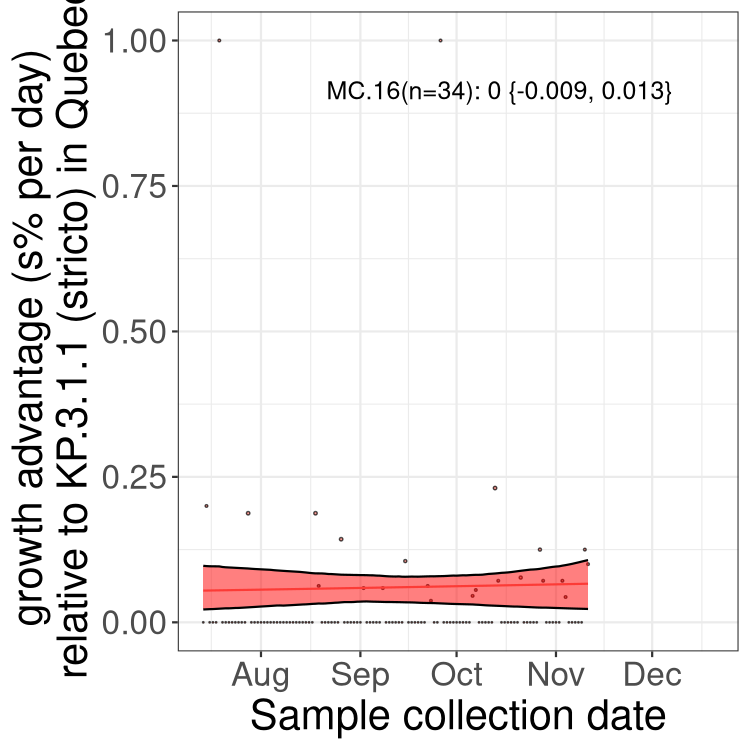 growth advantage (s% per day)
relative to KP.3.1.1 (stricto) in Quebec
1.00
0.75
0.50
0.25
0.00
MC.16(n=34): 0 {-0.009, 0.013}
Aug Sep Oct Nov Dec
Sample collection date